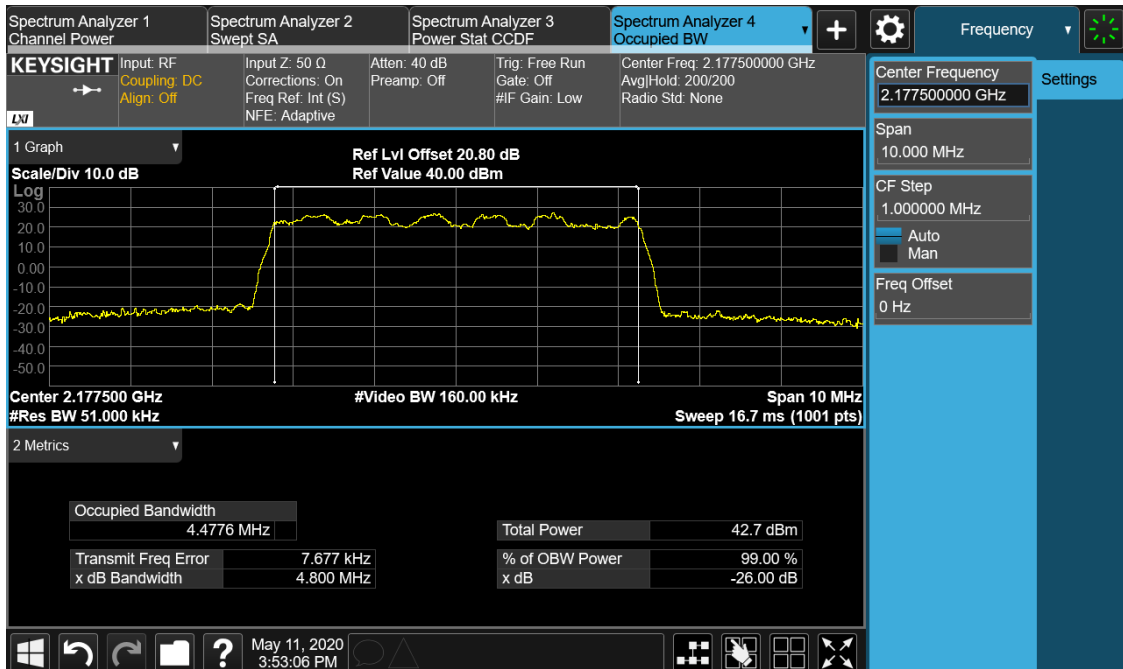 Spectrum Analyzer 1
Channel Power
Spectrum Analyzer 2
Swept SA
Spectrum Analyzer 3
Power Stat CCDF
Spectrum Analyzer 4
Occupied BW
Frequency
KEYSIGHT
LXI
Input: RF
Coupling: DC
Align: Off
Input Z: 50 Ω
Corrections: On
Freq Ref: Int (S)
NFE: Adaptive
Atten: 40 dB
Preamp: Off
Trig: Free Run
Gate: Off
#IF Gain: Low
Center Freq: 2.177500000 GHz
Avg|Hold: 200/200
Radio Std: None
Center Frequency
2.177500000 GHz
Settings
Span
10.000 MHz
CF Step
1.000000 MHz
Auto
Man
Freq Offset
0 Hz
1 Graph
Scale/Div 10.0 dB
Ref Lvl Offset 20.80 dB
Ref Value 40.00 dBm
Log
30.0
20.0
10.0
0.00
-10.0
-20.0
-30.0
-40.0
-50.0
Center 2.177500 GHz
#Video BW 160.00 kHz
Span 10 MHz
#Res BW 51.000 kHz
Sweep 16.7 ms (1001 pts)
2 Metrics
Occupied Bandwidth
4.4776 MHz
Total Power 42.7 dBm
Transmit Freq Error 7.677 kHz
% of OBW Power 99.00 %
x dB Bandwidth 4.800 MHz
x dB -26.00 dB
?
May 11, 2020
3:53:06 PM